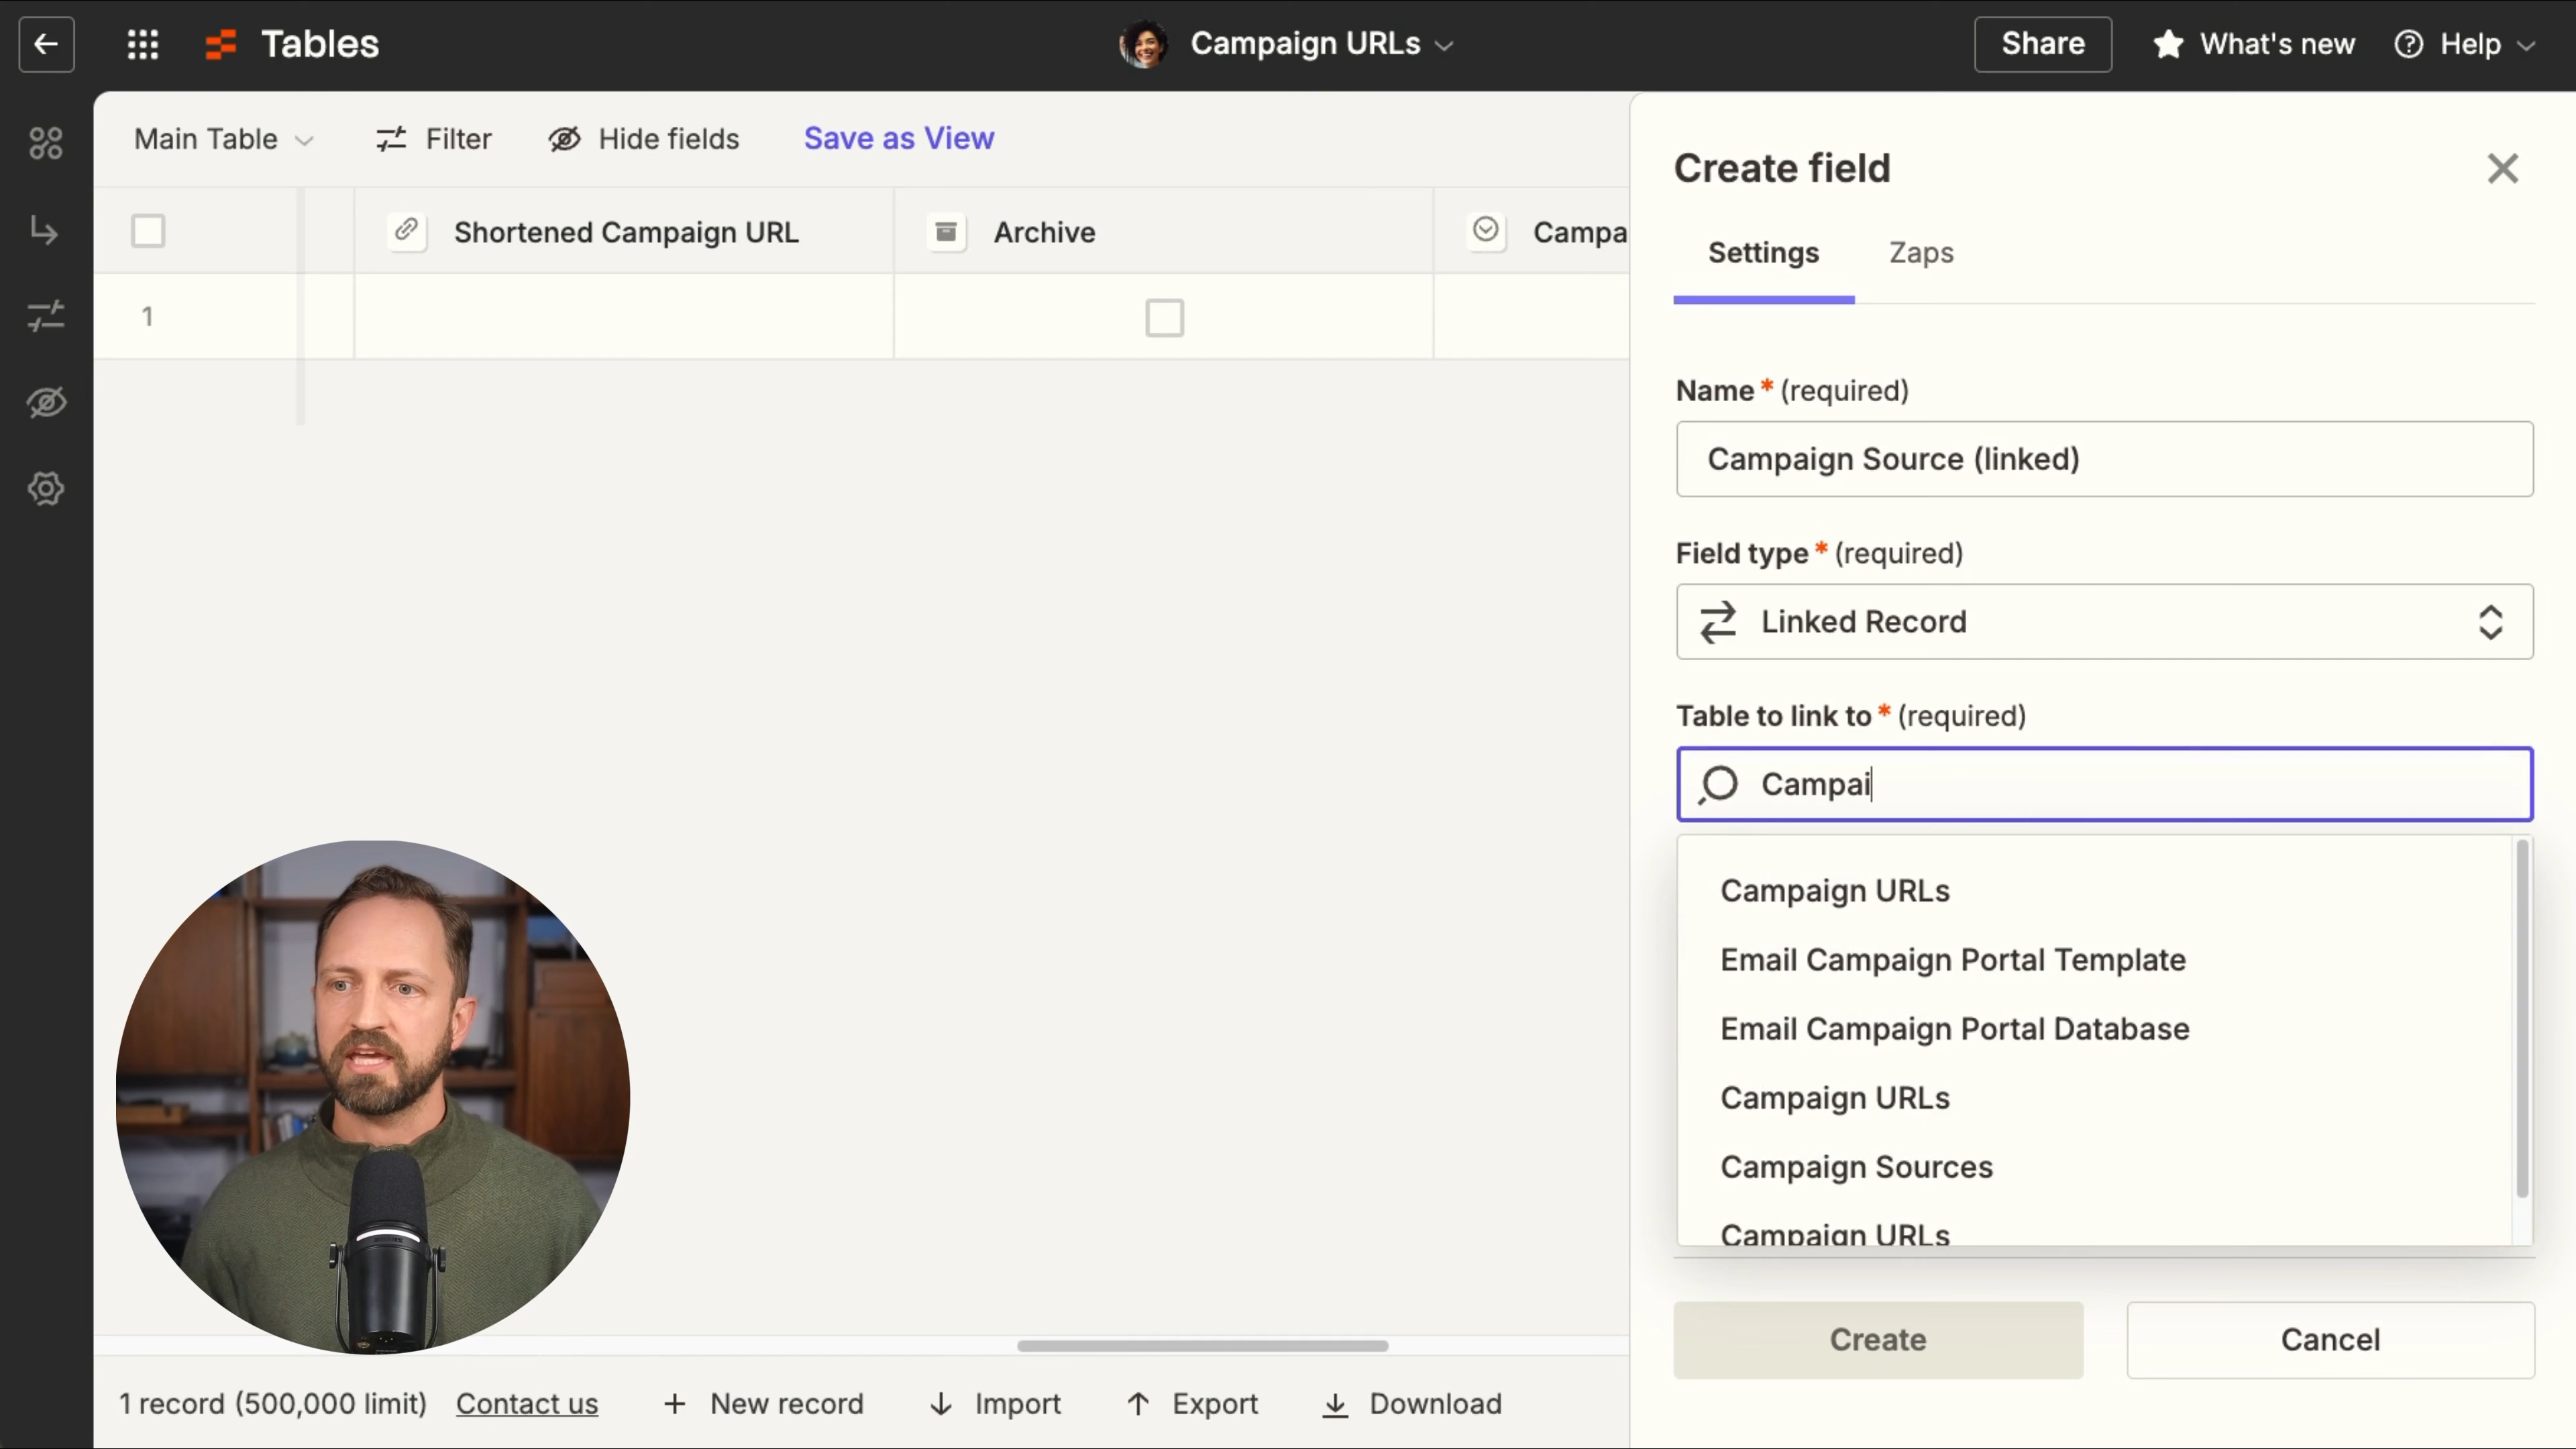 Tables
Campaign URLs
Share
What's new
Help
Main Table
Filter
Hide fields
Save as View
Shortened Campaign URL
Archive
Campa
1
Create field
Settings
Zaps
Name * (required)
Campaign Source (linked)
Field type * (required)
Linked Record
Table to link to * (required)
Campai
Campaign URLs
Email Campaign Portal Template
Email Campaign Portal Database
Campaign URLs
Campaign Sources
Campaign URLs
Create
Cancel
1 record (500,000 limit)
Contact us
New record
Import
Export
Download